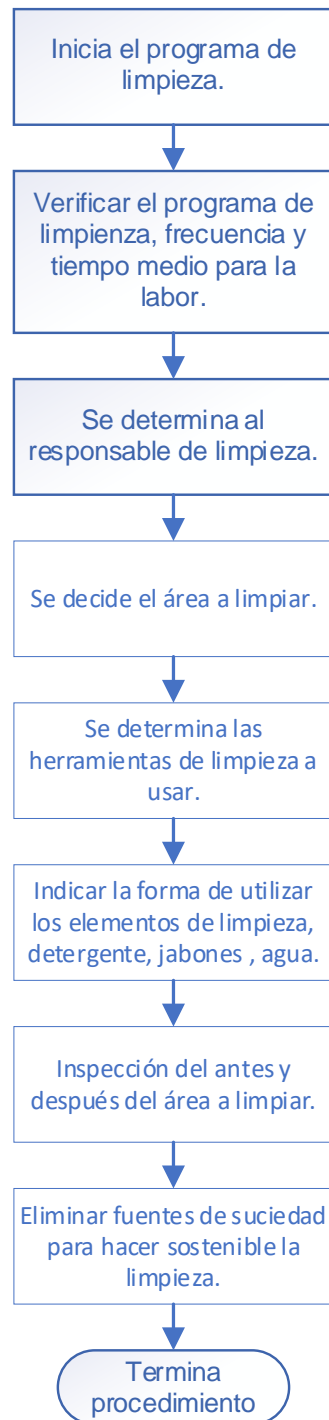 Inicia el programa de
limpieza.
Verificar el programa de
limpienza, frecuencia y
tiempo medio para la
labor.
Se determina al
responsable de limpieza.
Se decide el área a limpiar.
Se determina las
herramientas de limpieza a
usar.
Indicar la forma de utilizar
los elementos de limpieza,
detergente, jabones , agua.
Inspección del antes y
después del área a limpiar.
Eliminar fuentes de suciedad
para hacer sostenible la
limpieza.
Termina
procedimiento